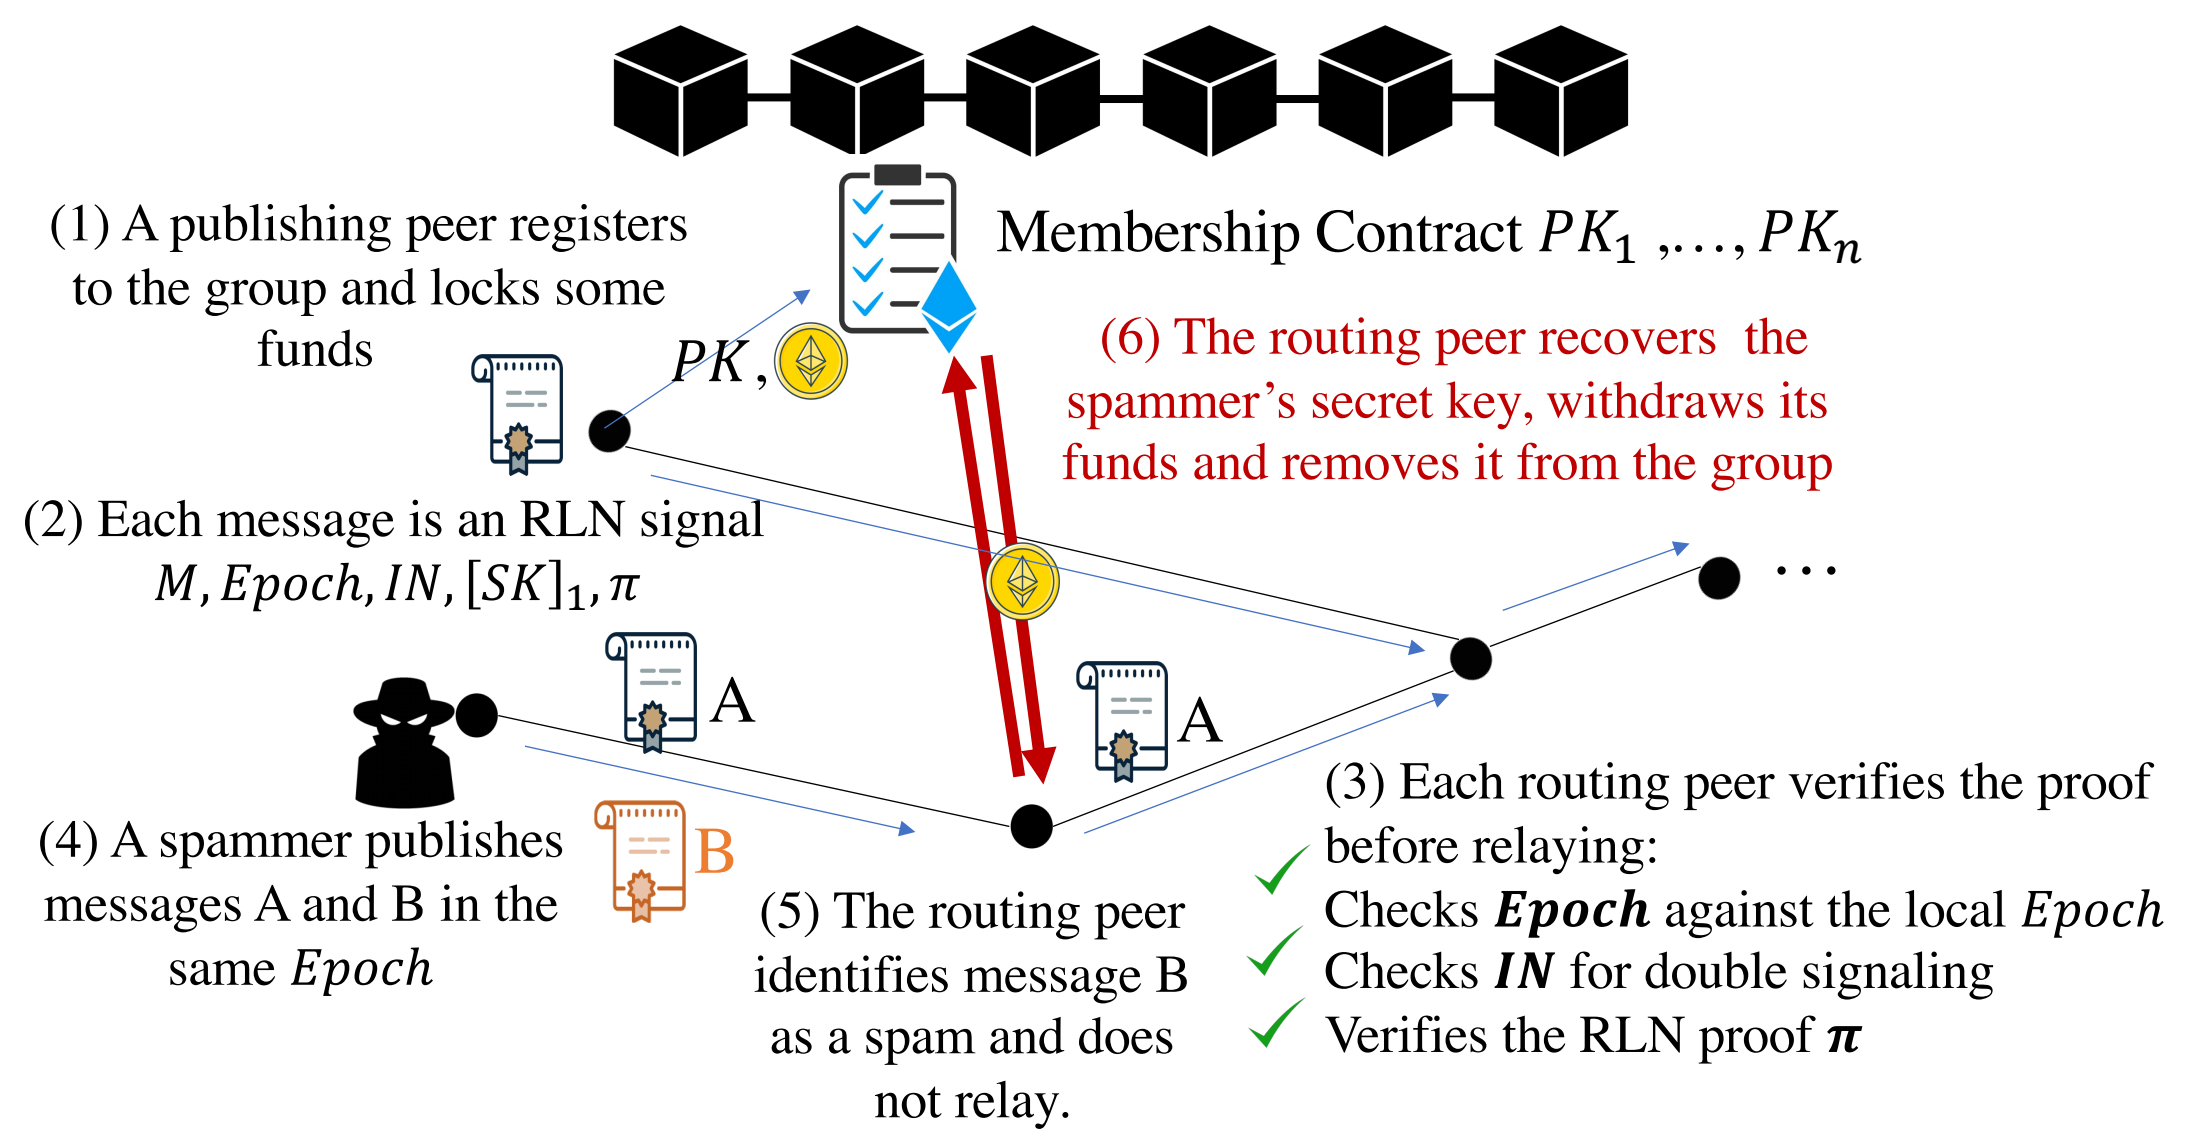 (1) A publishing peer registers
to the group and locks some
funds
Membership Contract PK₁ ,…, PKₙ
PK,
(6) The routing peer recovers the
spammer’s secret key, withdraws its
funds and removes it from the group
(2) Each message is an RLN signal
M, Epoch, IN, [SK]₁, π
…
A
A
B
(4) A spammer publishes
messages A and B in the
same Epoch
(5) The routing peer
identifies message B
as a spam and does
not relay.
(3) Each routing peer verifies the proof
before relaying:
Checks Epoch against the local Epoch
Checks IN for double signaling
Verifies the RLN proof π